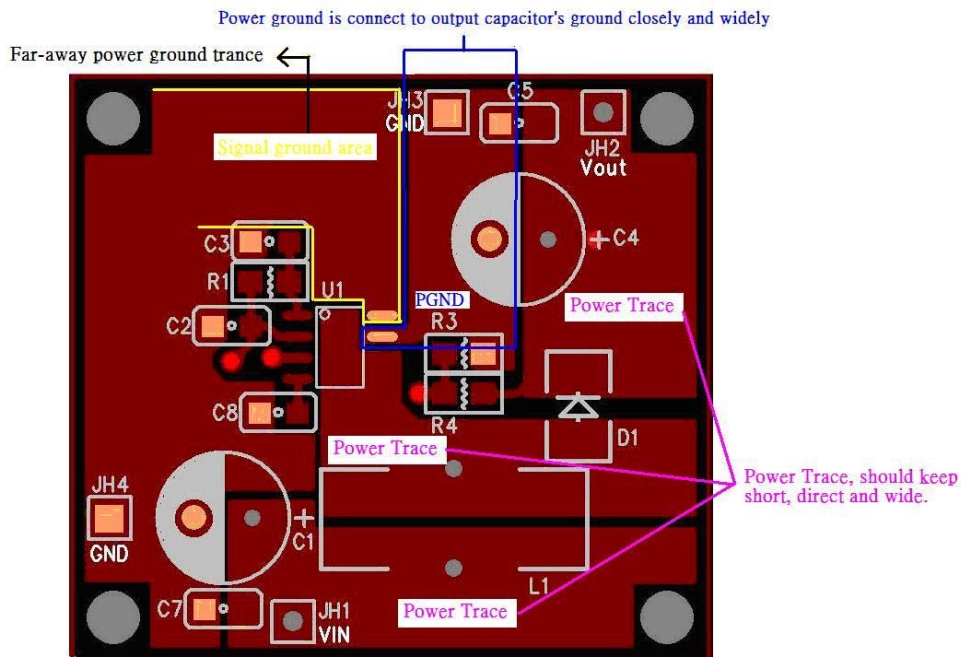 Power ground is connect to output capacitor's ground closely and widely
Far-away power ground trance
JH3
GND
C5
JH2
Vout
Signal ground area
C3
C4
R1
U1
PGND
Power Trace
C2
R3
C8
R4
D1
Power Trace
Power Trace, should keep
short, direct and wide.
JH4
GND
C1
L1
C7
JH1
VIN
Power Trace